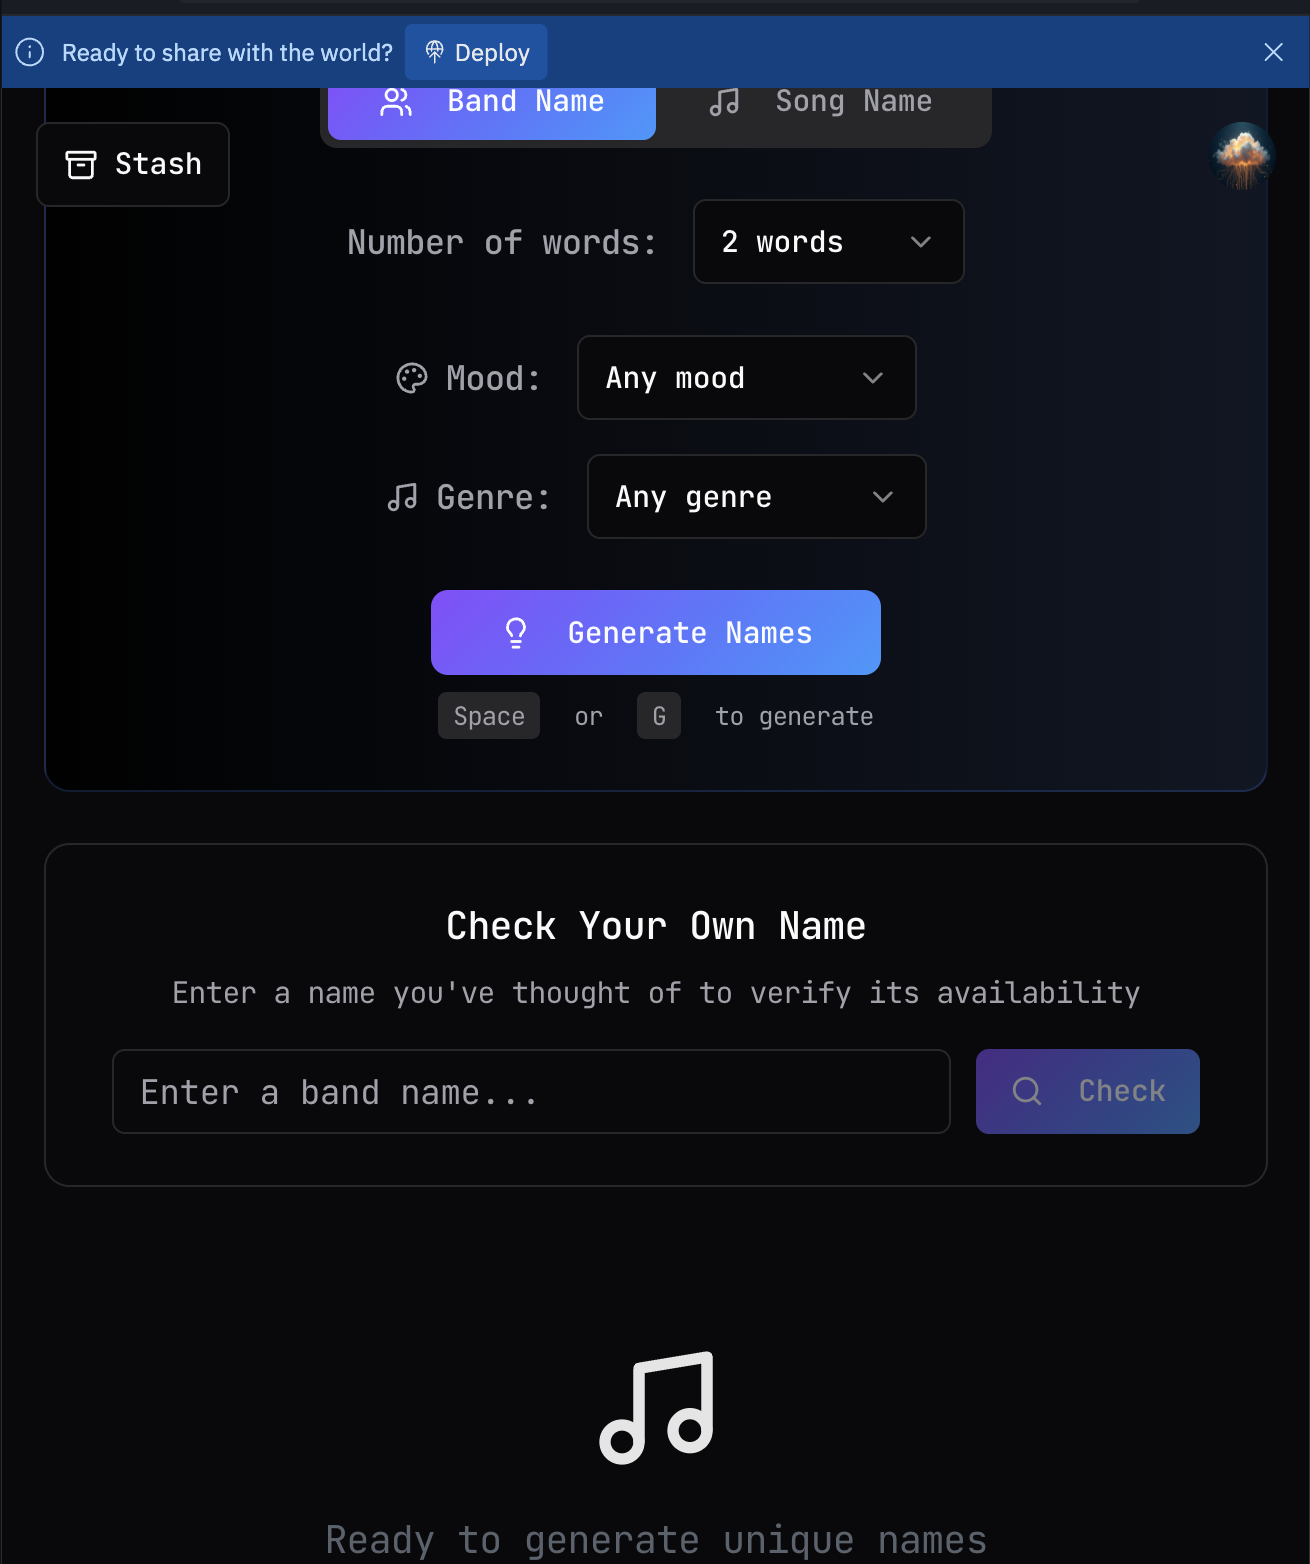 Ready to share with the world? Deploy
Band Name Song Name
Stash
Number of words: 2 words
Mood: Any mood
Genre: Any genre
Generate Names
Space or G to generate
Check Your Own Name
Enter a name you've thought of to verify its availability
Enter a band name... Check
Ready to generate unique names